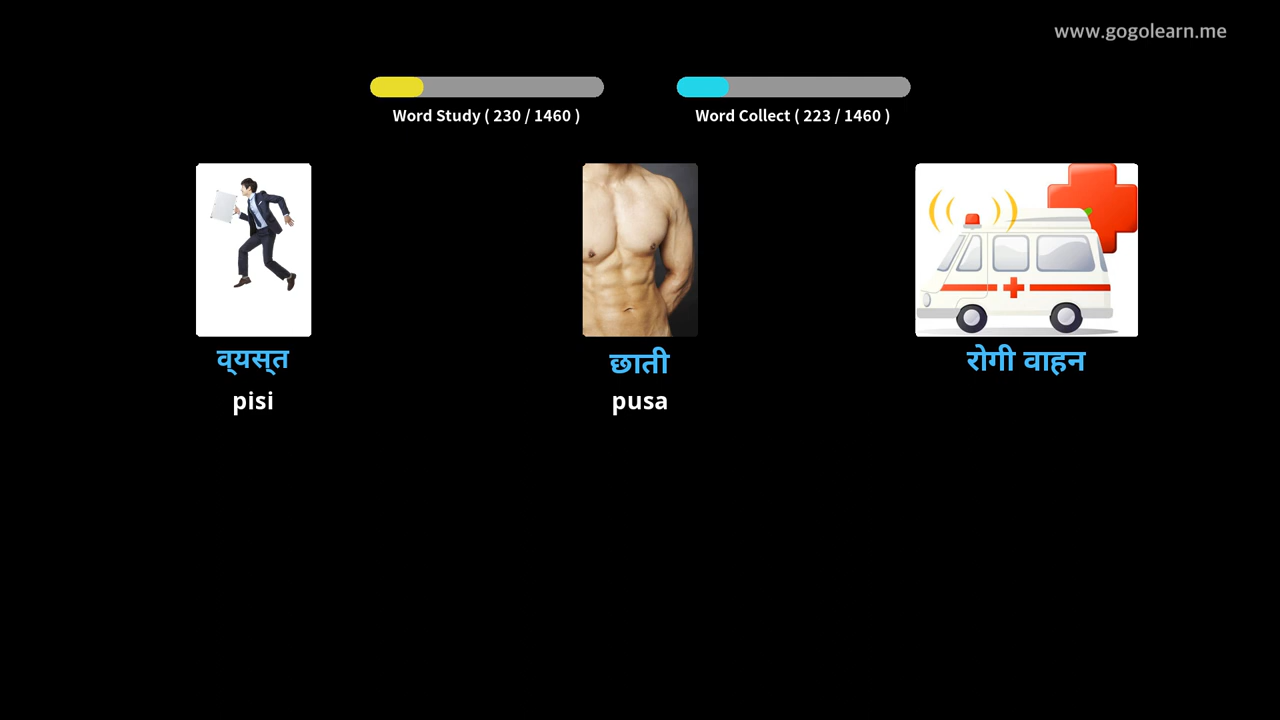 www.gogolearn.me
Word Study ( 230 / 1460 )
Word Collect ( 223 / 1460 )
व्‌यस्‌त
छाती
रोगी वाहन
pisi
pusa